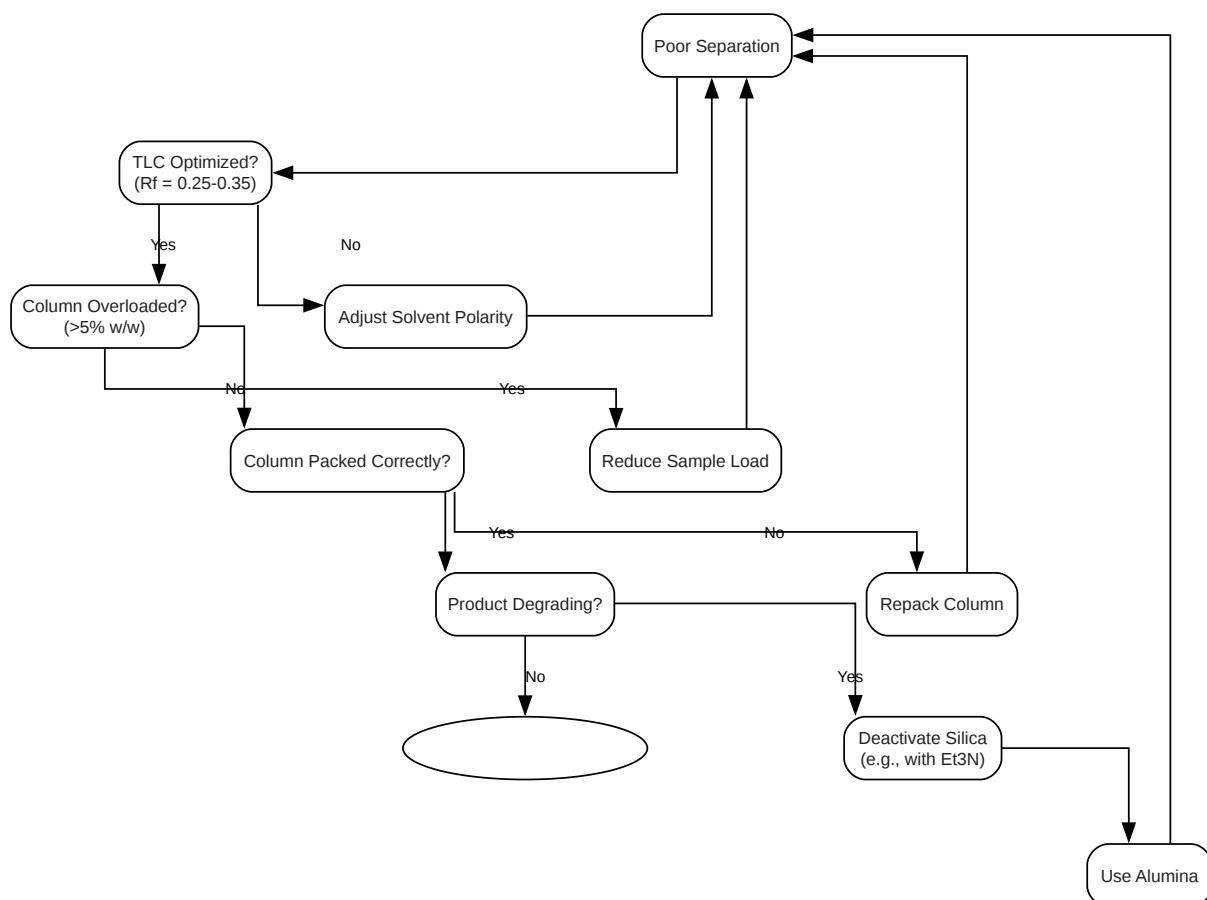 Poor Separation
TLC Optimized?
(Rf = 0.25-0.35)
Yes
No
Column Overloaded?
(>5% w/w)
Adjust Solvent Polarity
No
Yes
Column Packed Correctly?
Reduce Sample Load
Yes
No
Product Degrading?
Repack Column
No
Yes
Deactivate Silica
(e.g., with Et3N)
Use Alumina